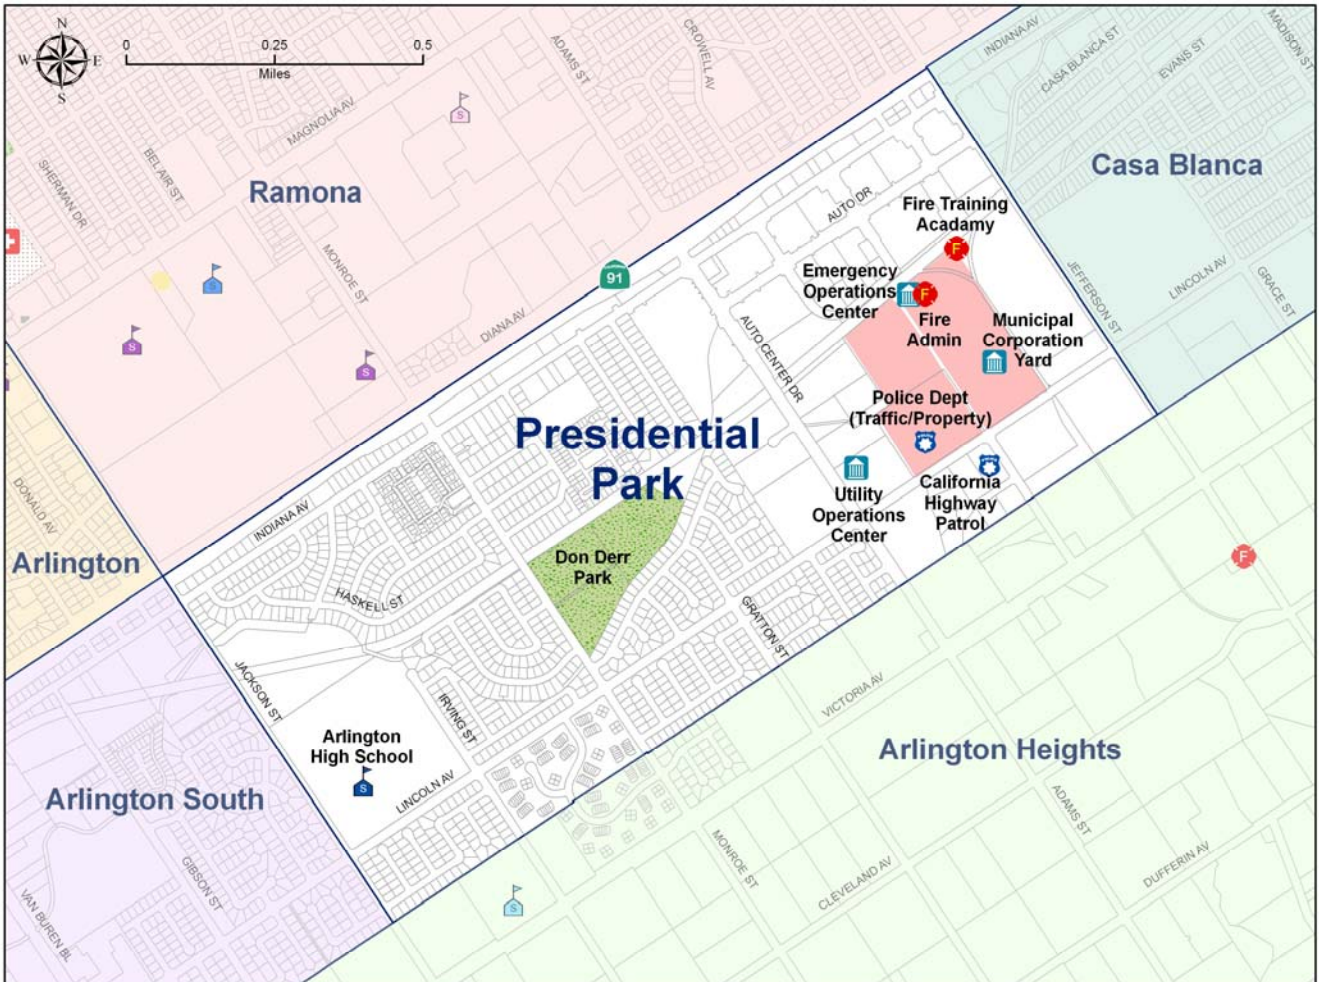 N
W E
S
0 0.25 0.5
Miles
ADAMS ST
CROWELL AV
INDIANA AV
CASA BLANCA ST
EVANS ST
MADISON ST
MAGNOLIA AV
BEL AIR ST
SHERMAN DR
Ramona
Casa Blanca
S
AUTO DR
Fire Training
Acadamy
F
MONROE ST
91
Emergency
Operations
Center
F
Fire
Admin
JEFFERSON ST
LINCOLN AV
GRACE ST
S
DIANA AV
AUTO CENTER DR
Municipal
Corporation
Yard
S
S
Police Dept
(Traffic/Property)
Presidential
Park
Utility
Operations
Center
California
Highway
Patrol
DONALD AV
INDIANA AV
Arlington
Don Derr
Park
F
HASKELL ST
GRATTON ST
JACKSON ST
IRVING ST
VICTORIA AV
Arlington
High School
S
LINCOLN AV
Arlington Heights
Arlington South
ADAMS ST
GIBSON ST
MONROE ST
CLEVELAND AV
DUFFERIN AV
VAN BUREN BL
S